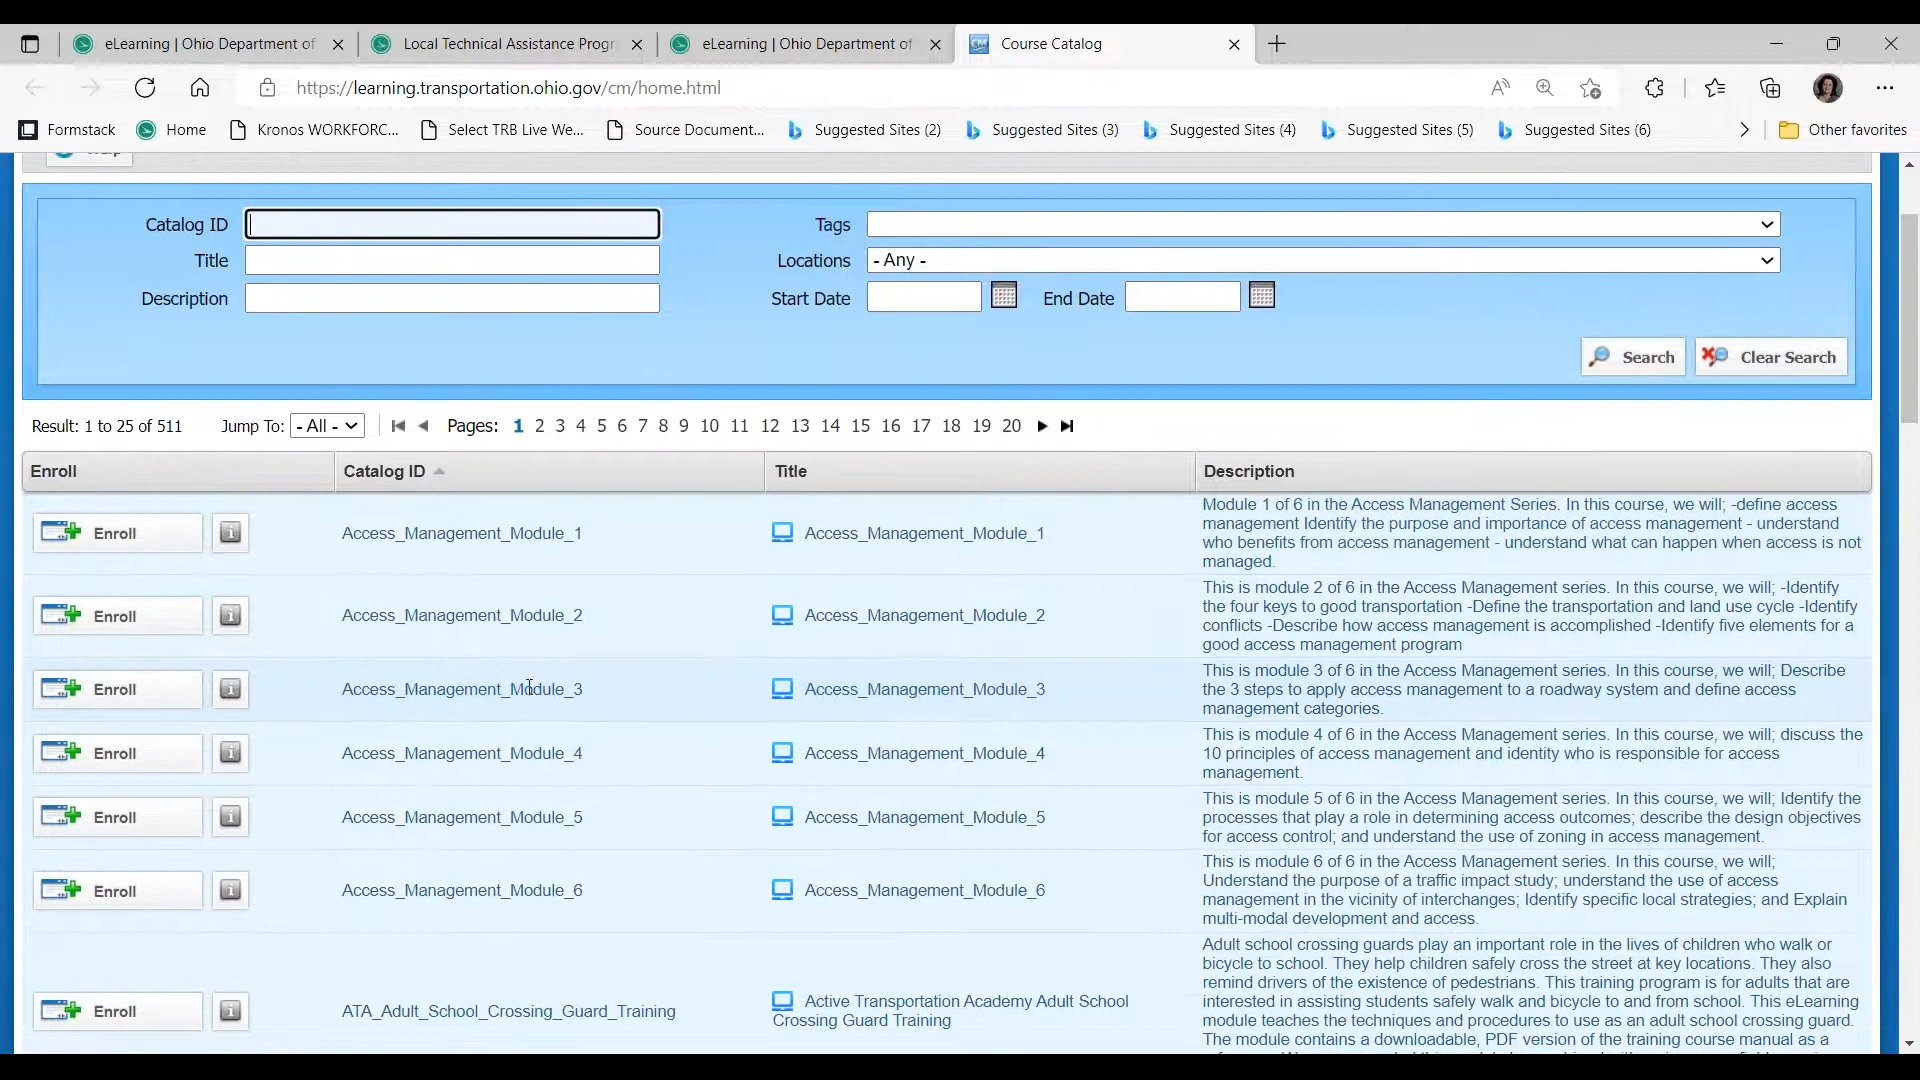 eLearning | Ohio Department of
Local Technical Assistance Progr
eLearning | Ohio Department of
Course Catalog
https://learning.transportation.ohio.gov/cm/home.html
Formstack
Home
Kronos WORKFORC...
Select TRB Live We...
Source Document...
Suggested Sites (2)
Suggested Sites (3)
Suggested Sites (4)
Suggested Sites (5)
Suggested Sites (6)
Other favorites
Catalog ID
Tags
Title
Locations
- Any -
Description
Start Date
End Date
Search
Clear Search
Result: 1 to 25 of 511
Jump To:
- All -
Pages:
1 2 3 4 5 6 7 8 9 10 11 12 13 14 15 16 17 18 19 20
Enroll
Catalog ID
Title
Description
Enroll
Access_Management_Module_1
Access_Management_Module_1
Module 1 of 6 in the Access Management Series. In this course, we will; -define access
management Identify the purpose and importance of access management - understand
who benefits from access management - understand what can happen when access is not
managed.
Enroll
Access_Management_Module_2
Access_Management_Module_2
This is module 2 of 6 in the Access Management series. In this course, we will; -Identify
the four keys to good transportation -Define the transportation and land use cycle -Identify
conflicts -Describe how access management is accomplished -Identify five elements for a
good access management program
Enroll
Access_Management_Module_3
Access_Management_Module_3
This is module 3 of 6 in the Access Management series. In this course, we will; Describe
the 3 steps to apply access management to a roadway system and define access
management categories.
Enroll
Access_Management_Module_4
Access_Management_Module_4
This is module 4 of 6 in the Access Management series. In this course, we will; discuss the
10 principles of access management and identity who is responsible for access
management.
Enroll
Access_Management_Module_5
Access_Management_Module_5
This is module 5 of 6 in the Access Management series. In this course, we will; Identify the
processes that play a role in determining access outcomes; describe the design objectives
for access control; and understand the use of zoning in access management.
Enroll
Access_Management_Module_6
Access_Management_Module_6
This is module 6 of 6 in the Access Management series. In this course, we will;
Understand the purpose of a traffic impact study; understand the use of access
management in the vicinity of interchanges; Identify specific local strategies; and Explain
multi-modal development and access.
Enroll
ATA_Adult_School_Crossing_Guard_Training
Active Transportation Academy Adult School
Crossing Guard Training
Adult school crossing guards play an important role in the lives of children who walk or
bicycle to school. They help children safely cross the street at key locations. They also
remind drivers of the existence of pedestrians. This training program is for adults that are
interested in assisting students safely walk and bicycle to and from school. This eLearning
module teaches the techniques and procedures to use as an adult school crossing guard.
The module contains a downloadable, PDF version of the training course manual as a